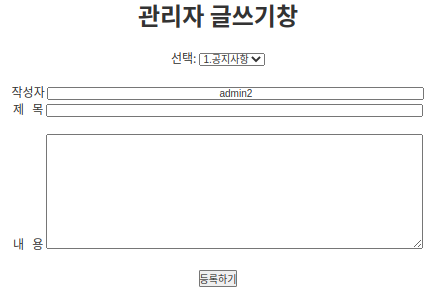 관리자 글쓰기창
선택: 1.공지사항
작성자 admin2
제 목
내 용
등록하기